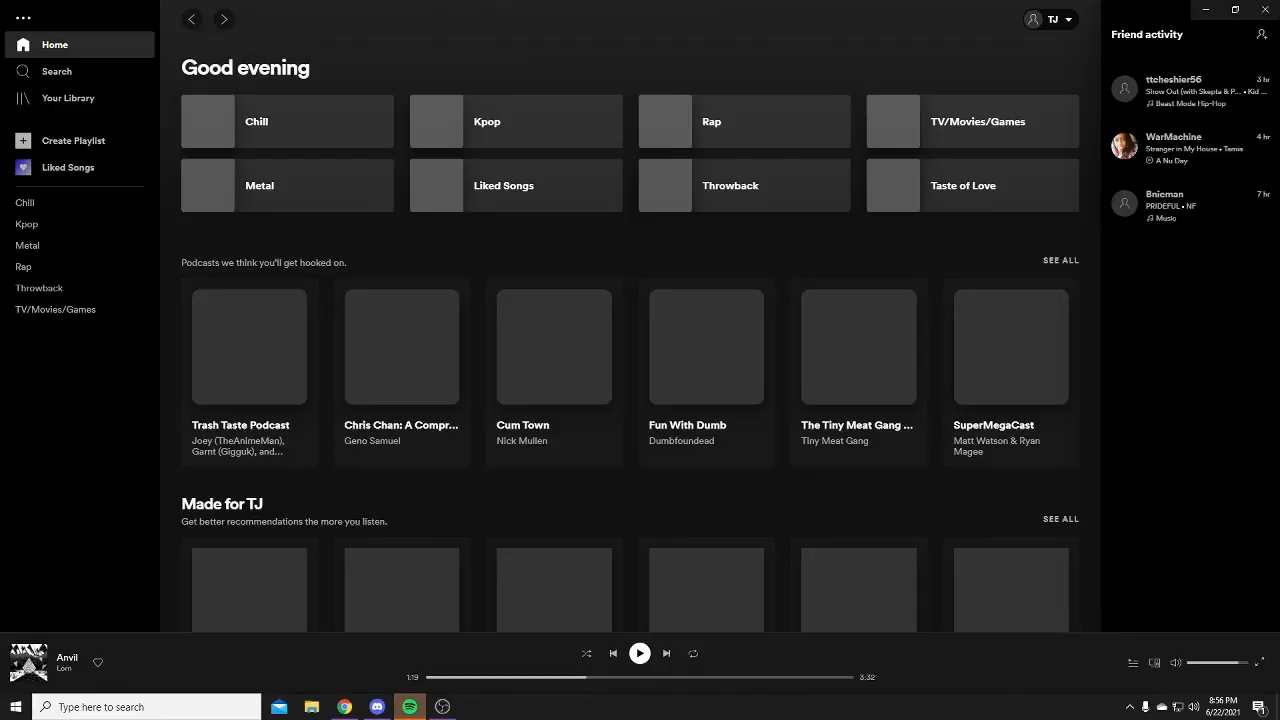 Home
Search
Your Library
Create Playlist
Liked Songs
Chill
Kpop
Metal
Rap
Throwback
TV/Movies/Games
TJ
Good evening
Chill
Kpop
Rap
TV/Movies/Games
Metal
Liked Songs
Throwback
Taste of Love
Podcasts we think you'll get hooked on.
SEE ALL
Trash Taste Podcast
Joey (TheAnimeMan),
Garnt (Gigguk), and...
Chris Chan: A Compr...
Geno Samuel
Cum Town
Nick Mullen
Fun With Dumb
Dumbfoundead
The Tiny Meat Gang ...
Tiny Meat Gang
SuperMegaCast
Matt Watson & Ryan
Magee
Made for TJ
Get better recommendations the more you listen.
SEE ALL
Friend activity
ttcheshier56
3 hr
Show Out (with Skepta & P... • Kid ...
Beast Mode Hip-Hop
WarMachine
4 hr
Stranger in My House • Tamia
A Nu Day
Bnicman
7 hr
PRIDEFUL • NF
Music
Anvil
Lorn
1:19
3:32
Type here to search
8:56 PM
6/22/2021